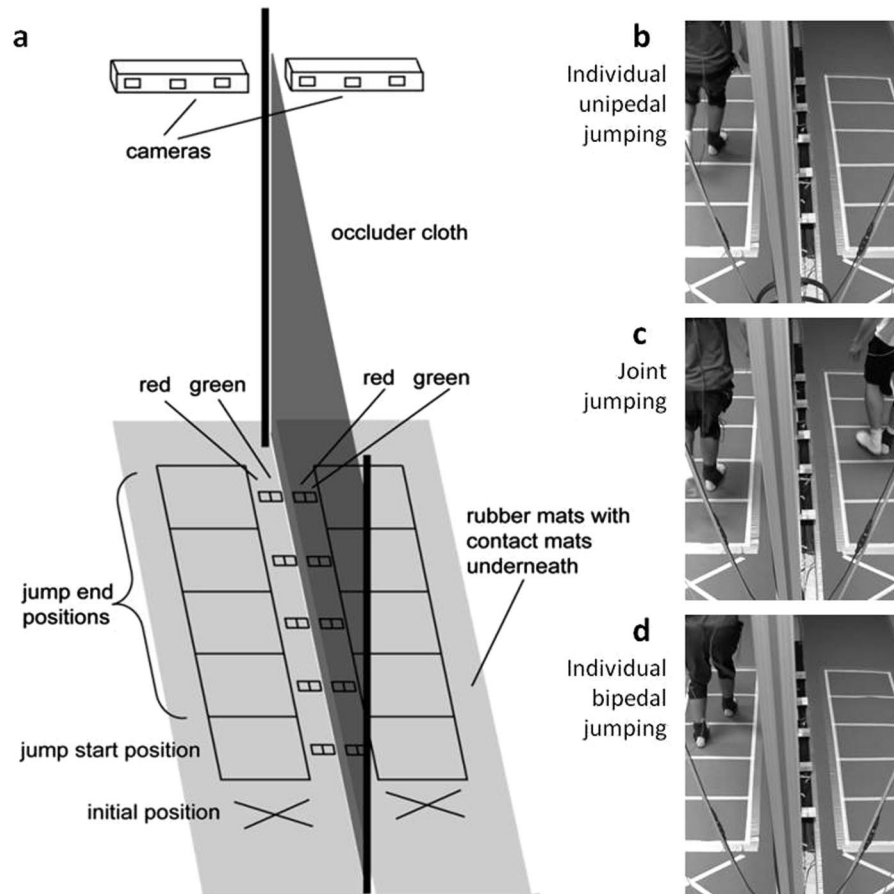 a
cameras
occluder cloth
red green
red green
rubber mats with
contact mats
underneath
jump end
positions
jump start position
initial position
b
Individual
unipedal
jumping
c
Joint
jumping
d
Individual
bipedal
jumping